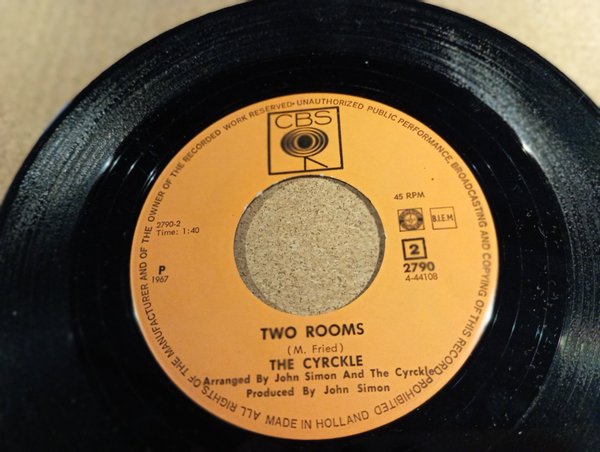 ALL RIGHTS OF THE MANUFACTURER AND OF THE OWNER OF THE RECORDED WORK RESERVED • UNAUTHORIZED PUBLIC PERFORMANCE, BROADCASTING AND COPYING OF THIS RECORD PROHIBITED
CBS
45 RPM
2790-2
Time: 1:40
B.I.E.M.
2
2790
4-44108
P
1967
TWO ROOMS
(M. Fried)
THE CYRCKLE
Arranged By John Simon And The Cyrckle
Produced By John Simon
MADE IN HOLLAND